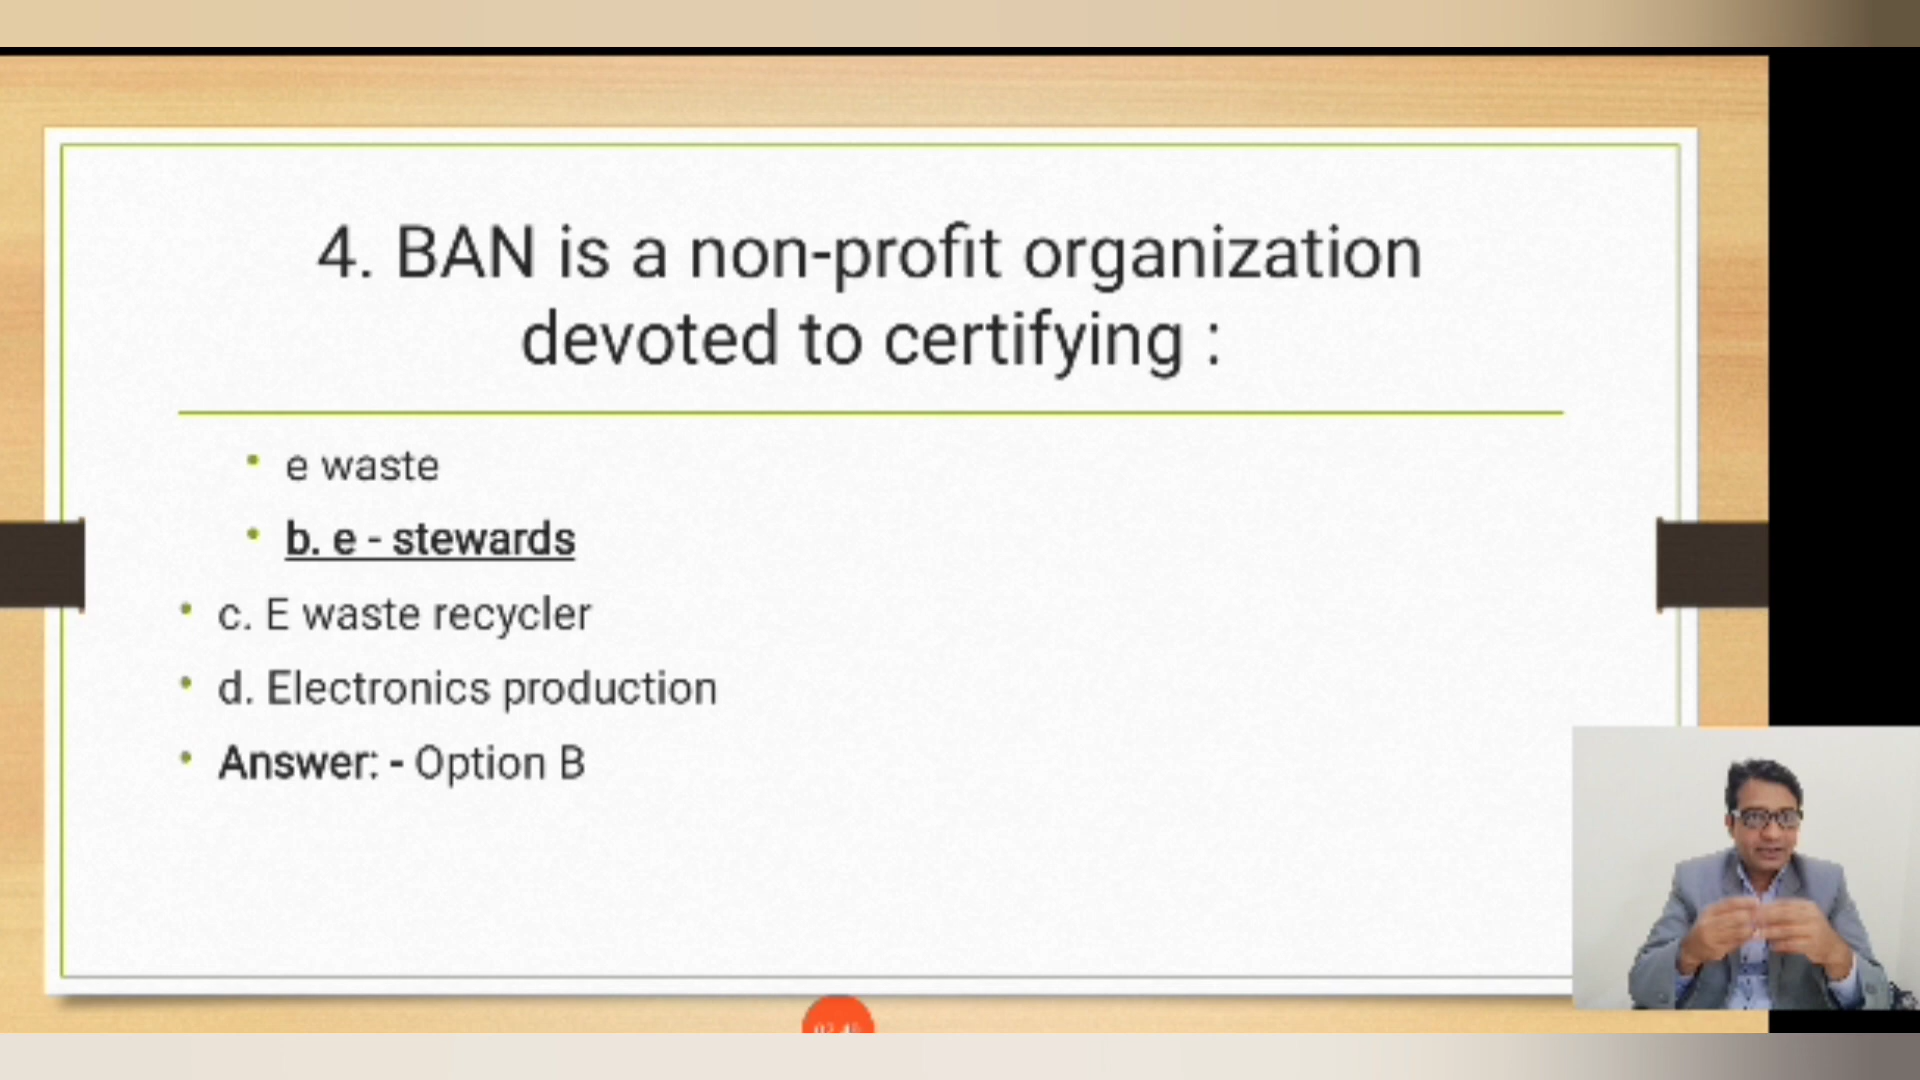 4. BAN is a non-profit organization
devoted to certifying :
e waste
b. e - stewards
c. E waste recycler
d. Electronics production
Answer: - Option B